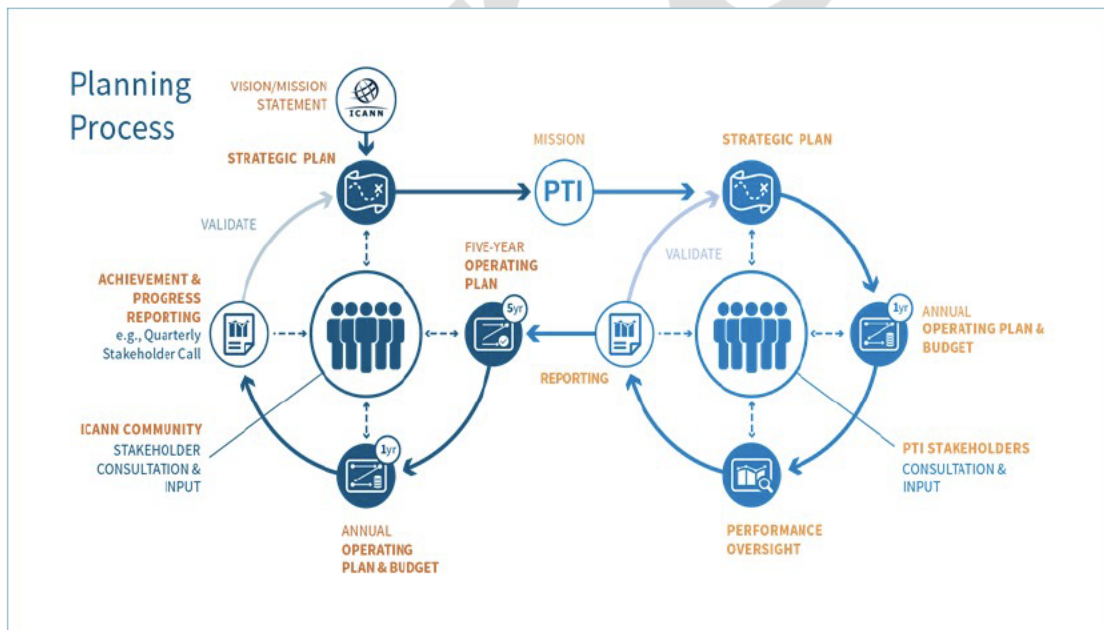 Planning
Process
VISION/MISSION
STATEMENT
ICANN
STRATEGIC PLAN
VALIDATE
ACHIEVEMENT &
PROGRESS
REPORTING
e.g., Quarterly
Stakeholder Call
ICANN COMMUNITY
STAKEHOLDER
CONSULTATION &
INPUT
FIVE-YEAR
OPERATING
PLAN
5yr
1yr
ANNUAL
OPERATING
PLAN & BUDGET
MISSION
PTI
STRATEGIC PLAN
VALIDATE
REPORTING
1yr
ANNUAL
OPERATING PLAN &
BUDGET
PTI STAKEHOLDERS
CONSULTATION &
INPUT
PERFORMANCE
OVERSIGHT